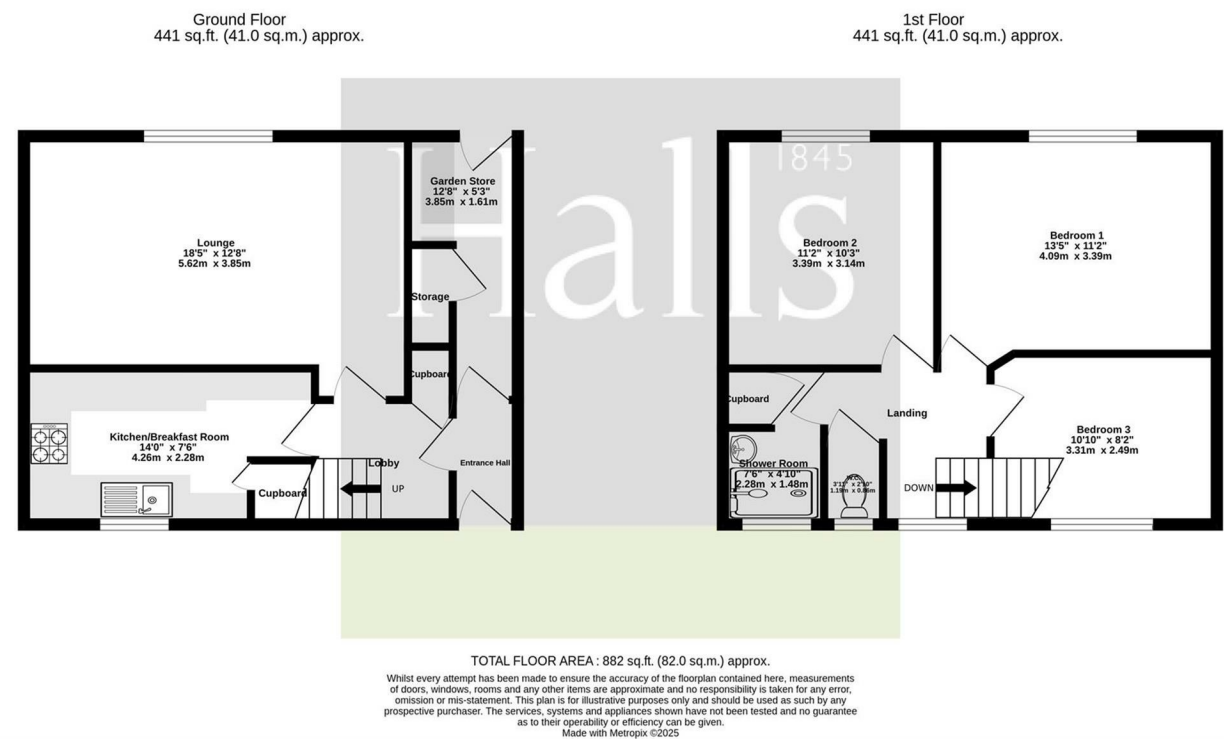 Ground Floor
441 sq.ft. (41.0 sq.m.) approx.
1st Floor
441 sq.ft. (41.0 sq.m.) approx.
Halls
1845
Garden Store
12'8" x 5'3"
3.85m x 1.61m
Lounge
18'5" x 12'8"
5.62m x 3.85m
Storage
Cupboard
Kitchen/Breakfast Room
14'0" x 7'6"
4.26m x 2.28m
Lobby
Entrance Hall
Cupboard
UP
Bedroom 2
11'2" x 10'3"
3.39m x 3.14m
Bedroom 1
13'5" x 11'2"
4.09m x 3.39m
Cupboard
Landing
Bedroom 3
10'10" x 8'2"
3.31m x 2.49m
Shower Room
7'6" x 4'10"
2.28m x 1.48m
W.C.
DOWN
TOTAL FLOOR AREA : 882 sq.ft. (82.0 sq.m.) approx.
Whilst every attempt has been made to ensure the accuracy of the floorplan contained here, measurements
of doors, windows, rooms and any other items are approximate and no responsibility is taken for any error,
omission or mis-statement. This plan is for illustrative purposes only and should be used as such by any
prospective purchaser. The services, systems and appliances shown have not been tested and no guarantee
as to their operability or efficiency can be given.
Made with Metropix ©2025